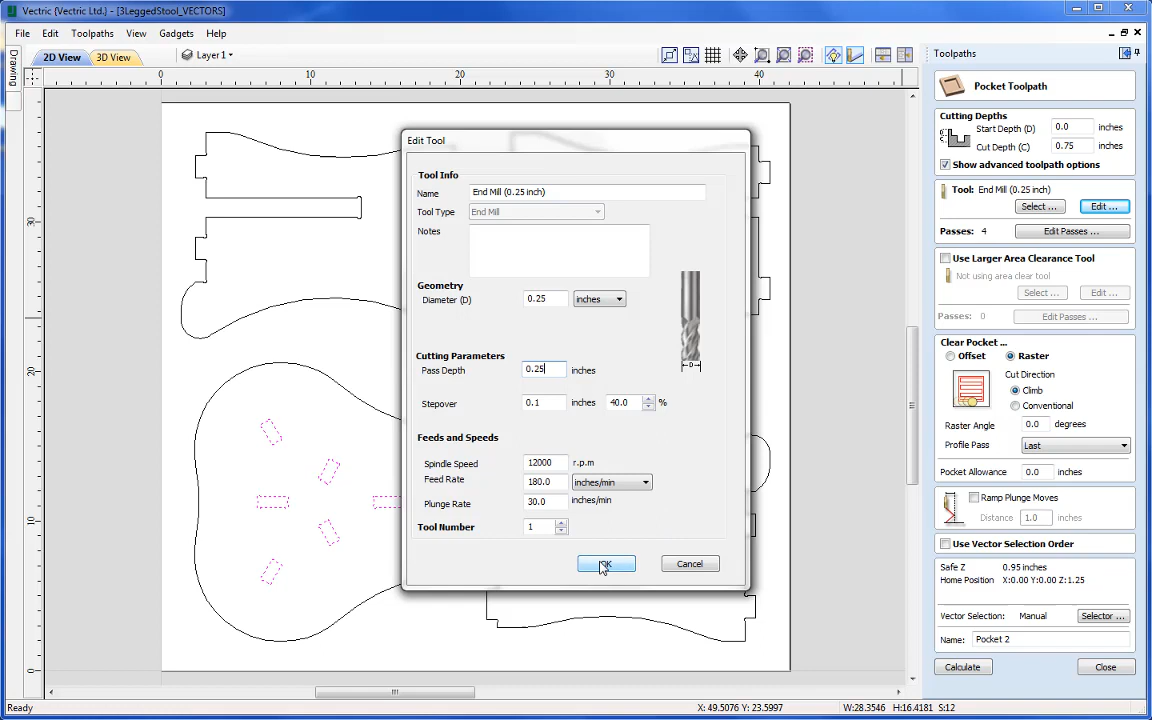 Vectric {Vectric Ltd.} - [3LeggedStool_VECTORS]
File Edit Toolpaths View Gadgets Help
2D View 3D View Layer 1
Drawing
0 10 20 30 40
30
20
10
0
Edit Tool
Tool Info
Name End Mill (0.25 inch)
Tool Type End Mill
Notes
Geometry
Diameter (D) 0.25 inches
D
Cutting Parameters
Pass Depth 0.25 inches
Stepover 0.1 inches 40.0 %
Feeds and Speeds
Spindle Speed 12000 r.p.m
Feed Rate 180.0 inches/min
Plunge Rate 30.0 inches/min
Tool Number 1
OK Cancel
Toolpaths
Pocket Toolpath
Cutting Depths
Start Depth (D) 0.0 inches
Cut Depth (C) 0.75 inches
Show advanced toolpath options
Tool: End Mill (0.25 inch)
Select ... Edit ...
Passes: 4 Edit Passes ...
Use Larger Area Clearance Tool
Not using area clear tool
Select ... Edit ...
Passes: 0 Edit Passes ...
Clear Pocket ...
Offset Raster
Cut Direction
Climb
Conventional
Raster Angle 0.0 degrees
Profile Pass Last
Pocket Allowance 0.0 inches
Ramp Plunge Moves
Distance 1.0 inches
Use Vector Selection Order
Safe Z 0.95 inches
Home Position X:0.00 Y:0.00 Z:1.25
Vector Selection: Manual Selector ...
Name: Pocket 2
Calculate Close
Ready X: 49.5076 Y: 23.5997 W:28.3546 H:16.4181 S:12